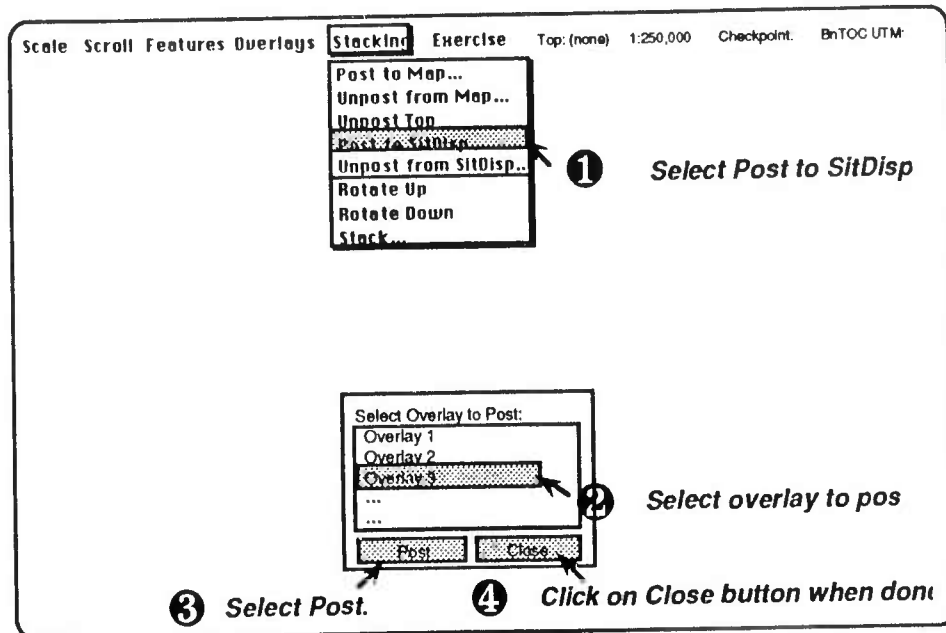 Scale Scroll Features Overlays Stacking Exercise Top: (none) 1:250,000 Checkpoint: BnTOC UTM:
Post to Map...
Unpost from Map...
Unpost Top
Post to SitDisp...
Unpost from SitDisp..
Rotate Up
Rotate Down
Stack...
1 Select Post to SitDisp
Select Overlay to Post:
Overlay 1
Overlay 2
Overlay 3
...
...
2 Select overlay to pos
Post Close
3 Select Post.
4 Click on Close button when done